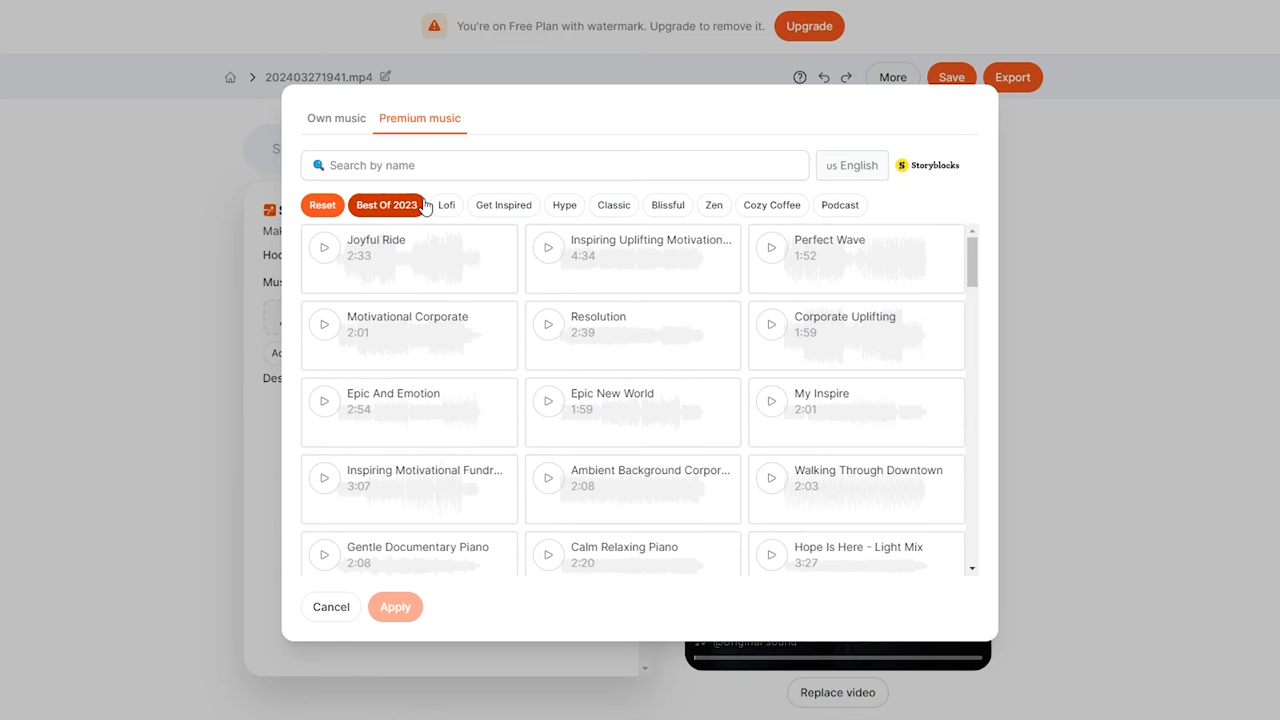 You're on Free Plan with watermark. Upgrade to remove it. Upgrade
202403271941.mp4
More Save Export
Own music Premium music
Search by name us English Storyblocks
Reset Best Of 2023 Lofi Get Inspired Hype Classic Blissful Zen Cozy Coffee Podcast
Joyful Ride Inspiring Uplifting Motivation... Perfect Wave
2:33 4:34 1:52
Motivational Corporate Resolution Corporate Uplifting
2:01 2:39 1:59
Epic And Emotion Epic New World My Inspire
2:54 1:59 2:01
Inspiring Motivational Fundr... Ambient Background Corpor... Walking Through Downtown
3:07 2:08 2:03
Gentle Documentary Piano Calm Relaxing Piano Hope Is Here - Light Mix
2:08 2:20 3:27
Cancel Apply
Replace video